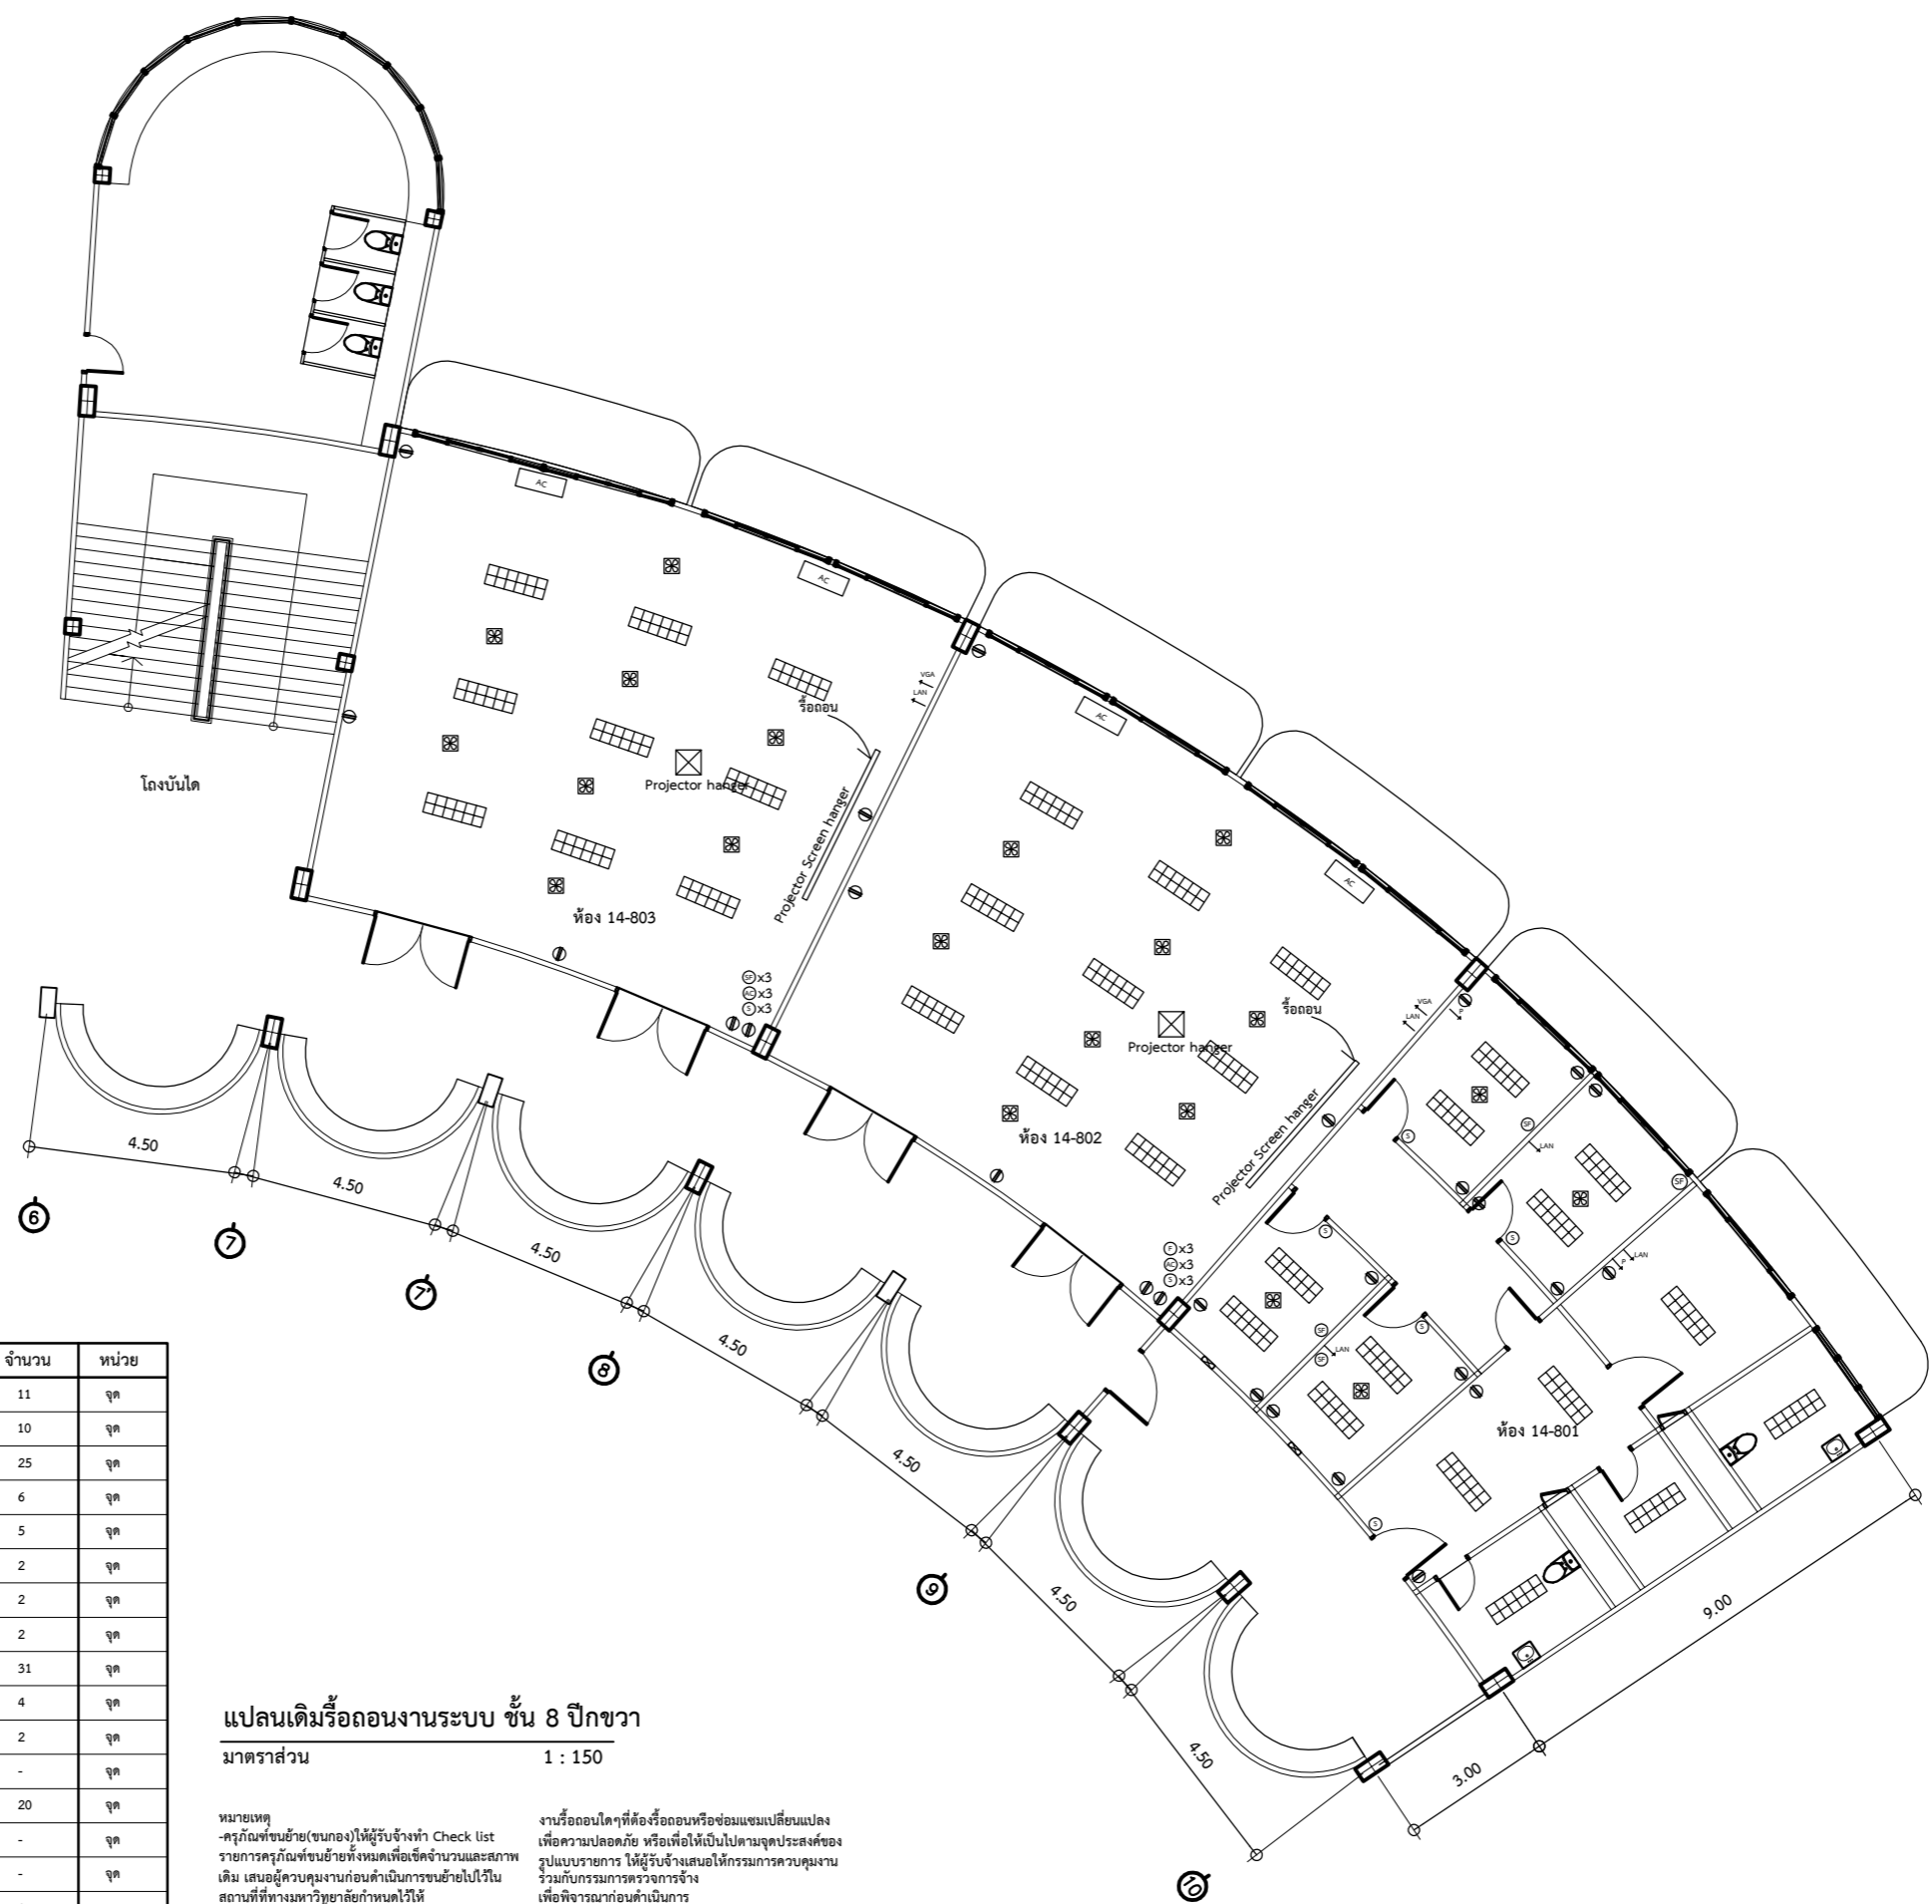 AC
AC
VGA
LAN
รื้อถอน
AC
โถงบันได
Projector hanger
Projector Screen hanger
AC
ห้อง 14-803
SFx3
ACx3
Sx3
VGA
LAN
P
รื้อถอน
Projector hanger
Projector Screen hanger
ห้อง 14-802
S
SF
LAN
SF
S
S
LAN
P
Fx3
ACx3
Sx3
SF
LAN
SF
S
ห้อง 14-801
S
4.50
4.50
4.50
4.50
4.50
4.50
4.50
3.00
9.00
6
7
7'
8
9
10
จำนวน หน่วย
11 จุด
10 จุด
25 จุด
6 จุด
5 จุด
2 จุด
2 จุด
2 จุด
31 จุด
4 จุด
2 จุด
- จุด
20 จุด
- จุด
- จุด
แปลนเดิมรื้อถอนงานระบบ ชั้น 8 ปีกขวา
มาตราส่วน 1 : 150
หมายเหตุ
-ครุภัณฑ์ขนย้าย(ขนกอง)ให้ผู้รับจ้างทำ Check list
รายการครุภัณฑ์ขนย้ายทั้งหมดเพื่อเช็คจำนวนและสภาพ
เดิม เสนอผู้ควบคุมงานก่อนดำเนินการขนย้ายไปไว้ใน
สถานที่ที่ทางมหาวิทยาลัยกำหนดไว้ให้
งานรื้อถอนใดๆที่ต้องรื้อถอนหรือซ่อมแซมเปลี่ยนแปลง
เพื่อความปลอดภัย หรือเพื่อให้เป็นไปตามจุดประสงค์ของ
รูปแบบรายการ ให้ผู้รับจ้างเสนอให้กรรมการควบคุมงาน
ร่วมกับกรรมการตรวจการจ้าง
เพื่อพิจารณาก่อนดำเนินการ